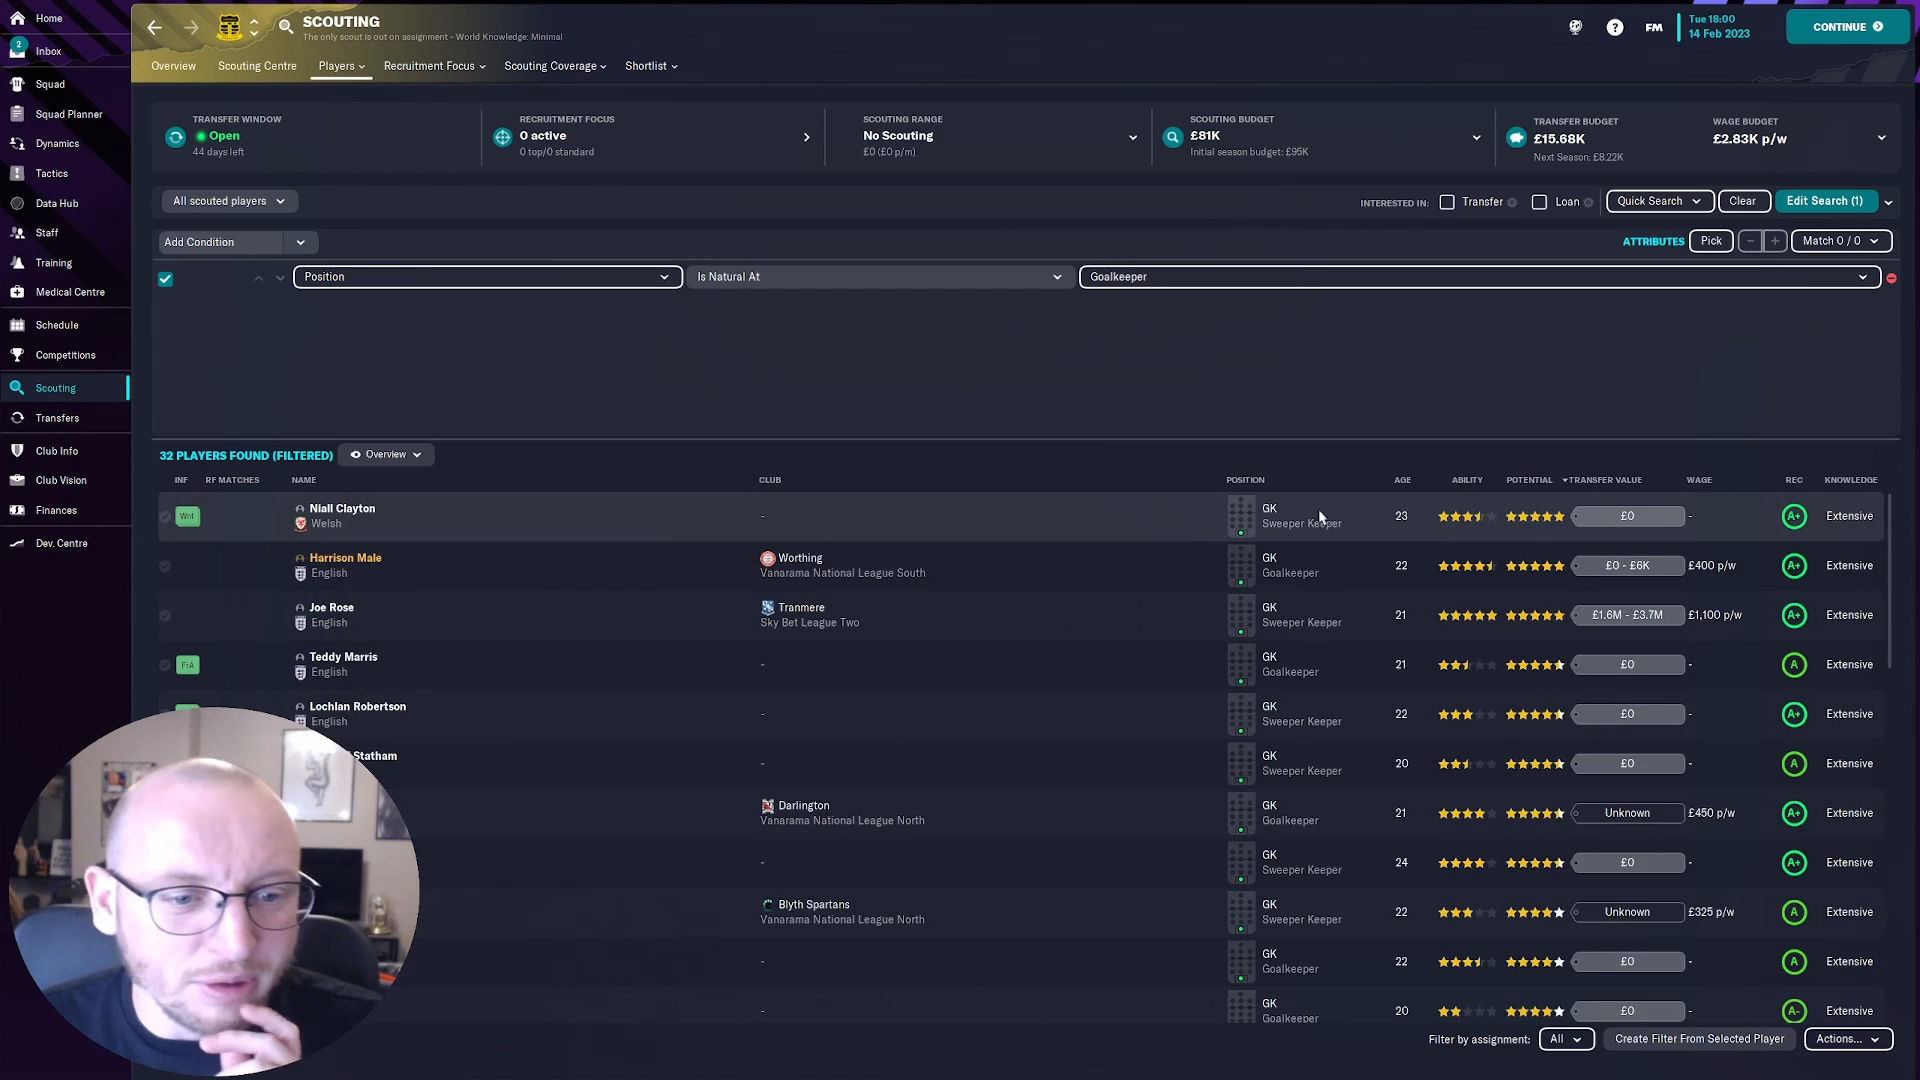 Home
2
Inbox
Squad
Squad Planner
Dynamics
Tactics
Data Hub
Staff
Training
Medical Centre
Schedule
Competitions
Scouting
Transfers
Club Info
Club Vision
Finances
Dev. Centre
SCOUTING
The only scout is out on assignment - World Knowledge: Minimal
FM
Tue 18:00
14 Feb 2023
CONTINUE
Overview Scouting Centre Players Recruitment Focus Scouting Coverage Shortlist
TRANSFER WINDOW
Open
44 days left
RECRUITMENT FOCUS
0 active
0 top/0 standard
SCOUTING RANGE
No Scouting
£0 (£0 p/m)
SCOUTING BUDGET
£81K
Initial season budget: £95K
TRANSFER BUDGET
£15.68K
Next Season: £8.22K
WAGE BUDGET
£2.83K p/w
All scouted players
INTERESTED IN: Transfer Loan Quick Search Clear Edit Search (1)
Add Condition
ATTRIBUTES Pick - + Match 0 / 0
Position Is Natural At Goalkeeper
32 PLAYERS FOUND (FILTERED) Overview
INF RF MATCHES NAME CLUB POSITION AGE ABILITY POTENTIAL TRANSFER VALUE WAGE REC KNOWLEDGE
Wnt Niall Clayton - GK 23 £0 - A+ Extensive
Welsh Sweeper Keeper
Harrison Male Worthing GK 22 £0 - £6K £400 p/w A+ Extensive
English Vanarama National League South Goalkeeper
Joe Rose Tranmere GK 21 £1.6M - £3.7M £1,100 p/w A+ Extensive
English Sky Bet League Two Sweeper Keeper
FrA Teddy Marris - GK 21 £0 - A Extensive
English Goalkeeper
Lochlan Robertson - GK 22 £0 - A+ Extensive
English Sweeper Keeper
Statham - GK 20 £0 - A Extensive
Sweeper Keeper
Darlington GK 21 Unknown £450 p/w A+ Extensive
Vanarama National League North Goalkeeper
- GK 24 £0 - A+ Extensive
Sweeper Keeper
Blyth Spartans GK 22 Unknown £325 p/w A Extensive
Vanarama National League North Sweeper Keeper
- GK 22 £0 - A Extensive
Goalkeeper
- GK 20 £0 - A- Extensive
Goalkeeper
Filter by assignment: All Create Filter From Selected Player Actions...